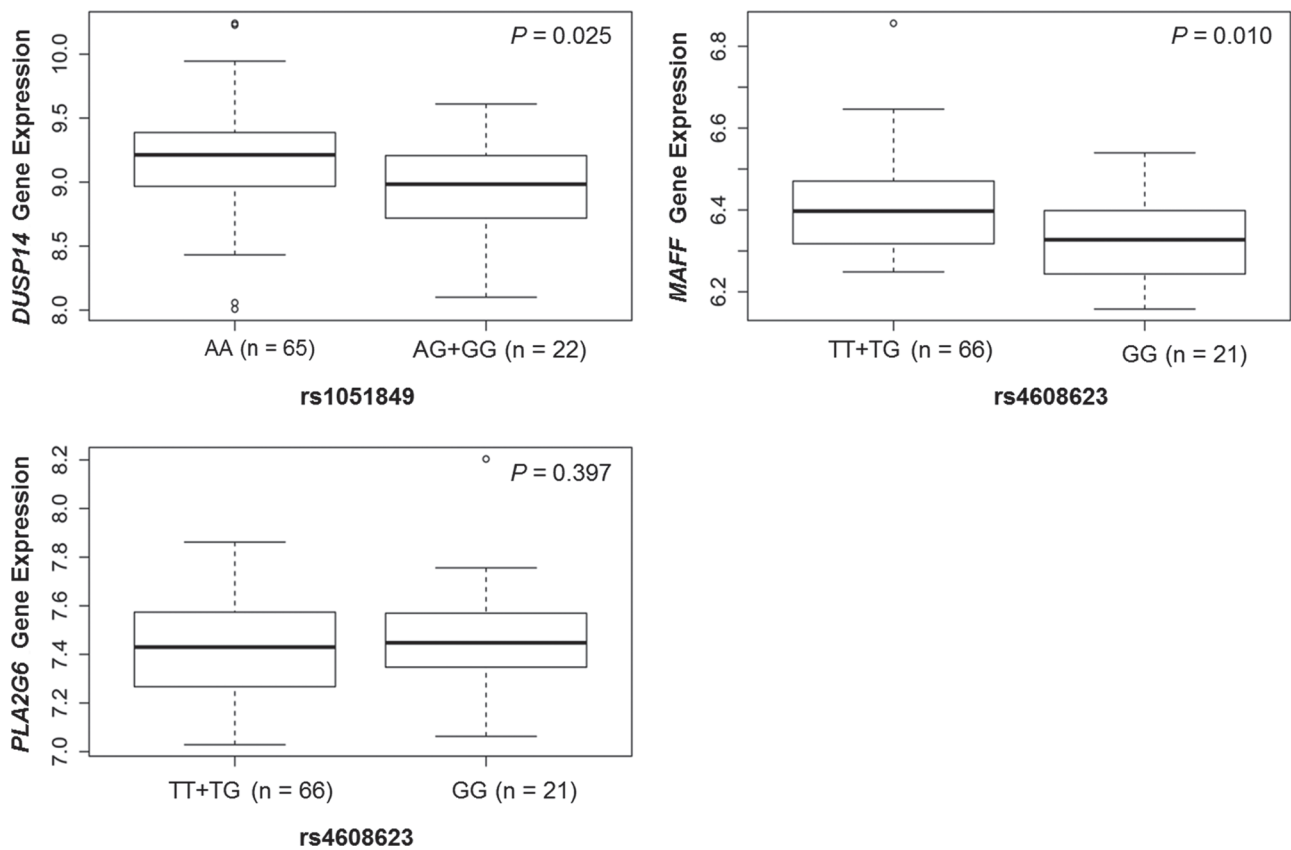 DUSP14 Gene Expression
10.0
9.5
9.0
8.5
8.0
P = 0.025
AA (n = 65)
AG+GG (n = 22)
rs1051849
MAFF Gene Expression
6.8
6.6
6.4
6.2
P = 0.010
TT+TG (n = 66)
GG (n = 21)
rs4608623
PLA2G6 Gene Expression
8.2
8.0
7.8
7.6
7.4
7.2
7.0
P = 0.397
TT+TG (n = 66)
GG (n = 21)
rs4608623